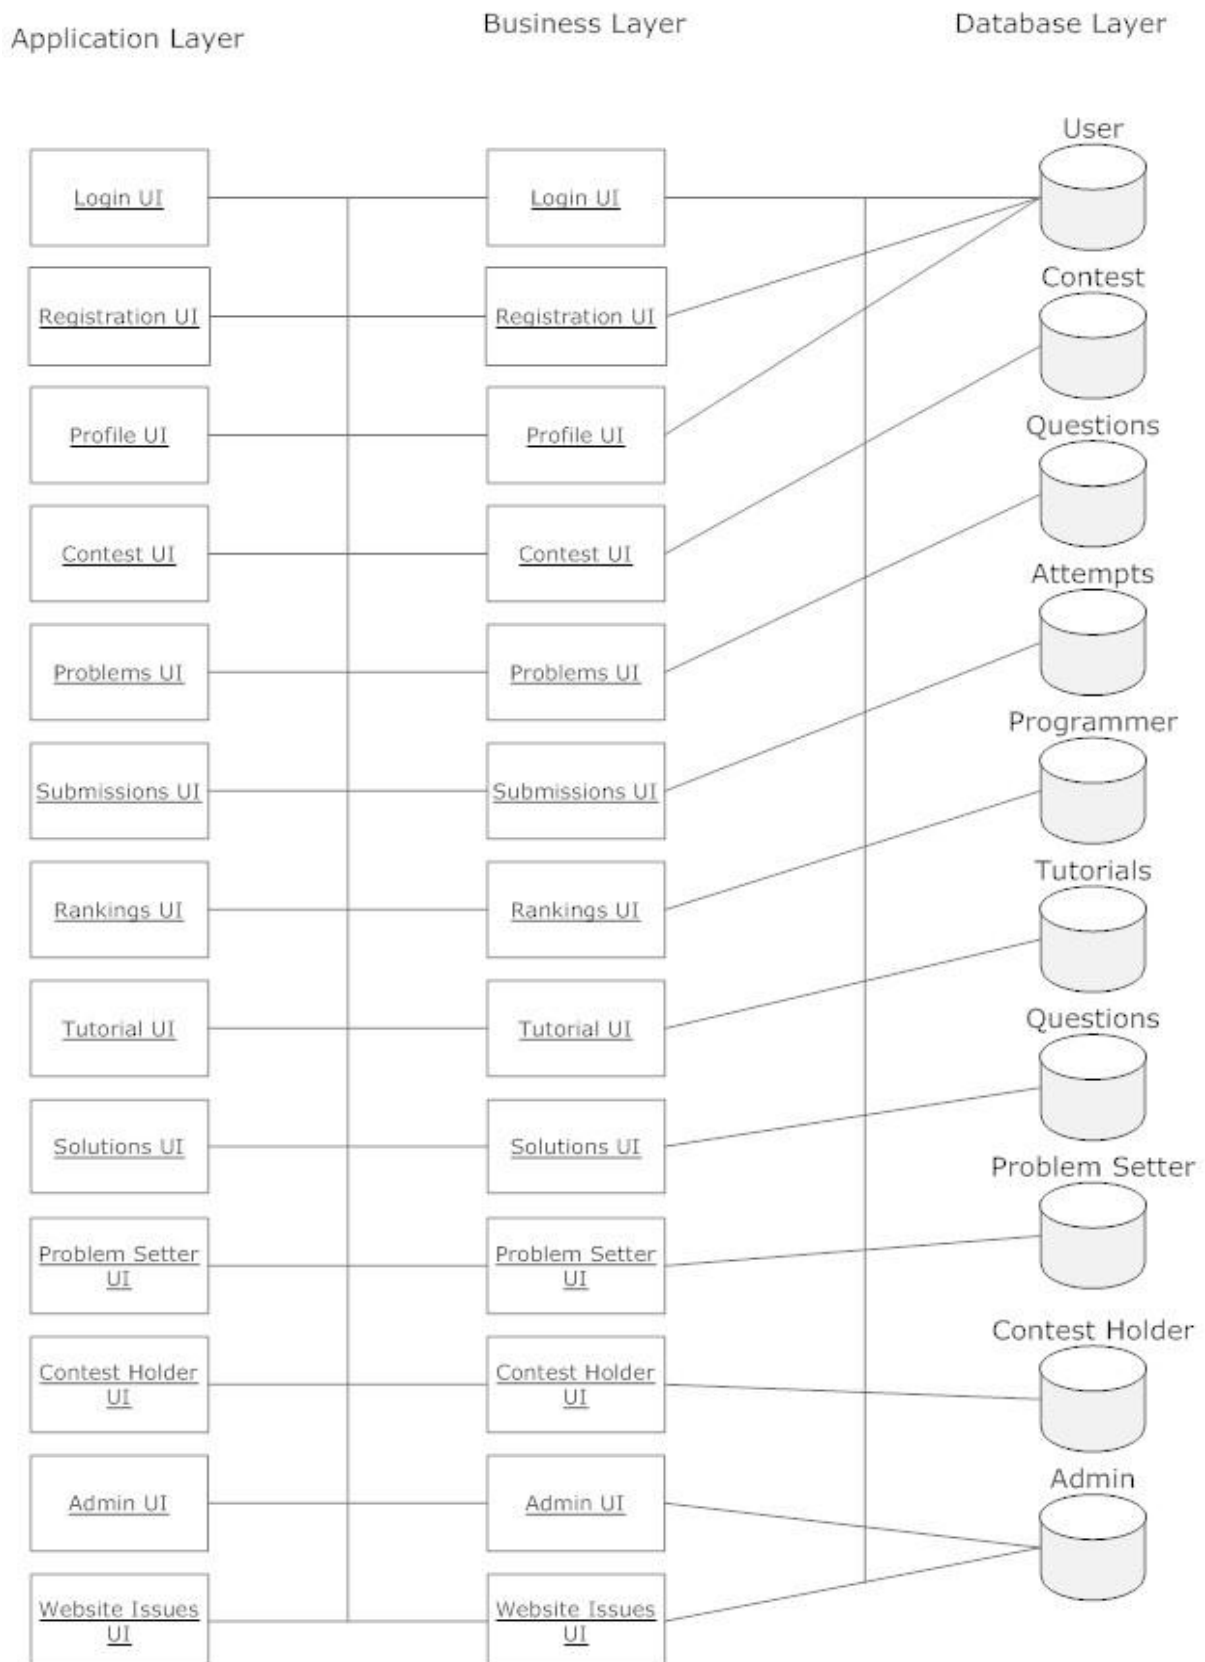 Application Layer
Business Layer
Database Layer
User
Login UI
Login UI
Contest
Registration UI
Registration UI
Questions
Profile UI
Profile UI
Contest UI
Contest UI
Attempts
Problems UI
Problems UI
Programmer
Submissions UI
Submissions UI
Tutorials
Rankings UI
Rankings UI
Questions
Tutorial UI
Tutorial UI
Solutions UI
Solutions UI
Problem Setter
Problem Setter
UI
Problem Setter
UI
Contest Holder
Contest Holder
UI
Contest Holder
UI
Admin
Admin UI
Admin UI
Website Issues
UI
Website Issues
UI